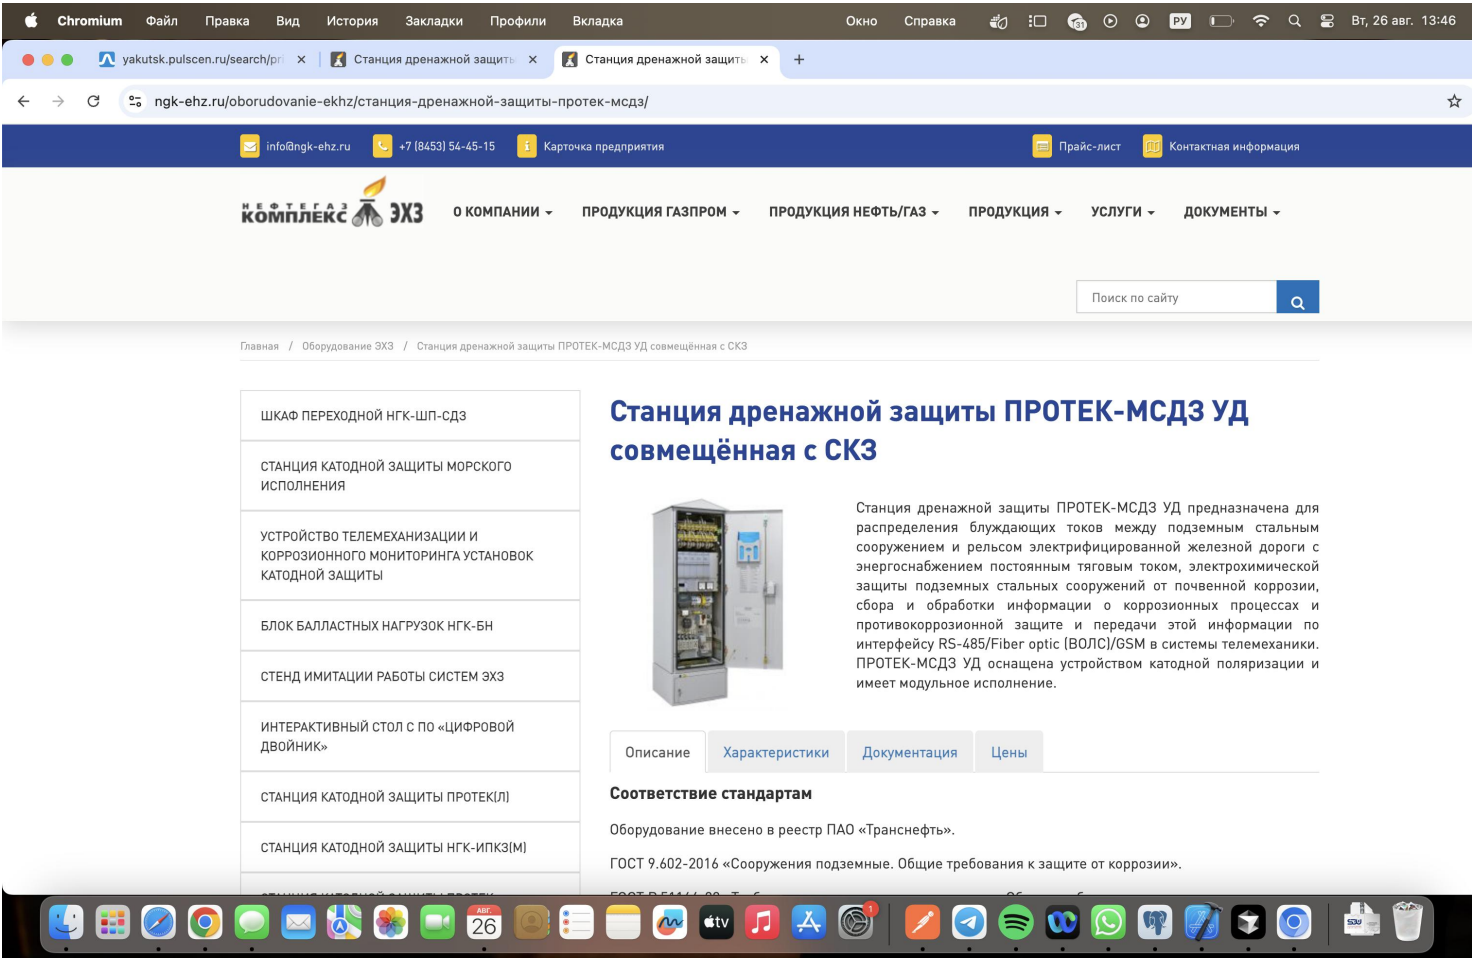 Chromium Файл Правка Вид История Закладки Профили Вкладка Окно Справка РУ Вт, 26 авг. 13:46
yakutsk.pulscen.ru/search/pri Станция дренажной защить Станция дренажной защить
ngk-ehz.ru/oborudovanie-ekhz/станция-дренажной-защиты-протек-мсдз/
info@ngk-ehz.ru +7 (8453) 54-45-15 Карточка предприятия Прайс-лист Контактная информация
НЕФТЕГАЗ
КОМПЛЕКС ЭХЗ
О КОМПАНИИ ПРОДУКЦИЯ ГАЗПРОМ ПРОДУКЦИЯ НЕФТЬ/ГАЗ ПРОДУКЦИЯ УСЛУГИ ДОКУМЕНТЫ
Поиск по сайту
Главная / Оборудование ЭХЗ / Станция дренажной защиты ПРОТЕК-МСДЗ УД совмещённая с СКЗ
ШКАФ ПЕРЕХОДНОЙ НГК-ШП-СДЗ
СТАНЦИЯ КАТОДНОЙ ЗАЩИТЫ МОРСКОГО
ИСПОЛНЕНИЯ
УСТРОЙСТВО ТЕЛЕМЕХАНИЗАЦИИ И
КОРРОЗИОННОГО МОНИТОРИНГА УСТАНОВОК
КАТОДНОЙ ЗАЩИТЫ
БЛОК БАЛЛАСТНЫХ НАГРУЗОК НГК-БН
СТЕНД ИМИТАЦИИ РАБОТЫ СИСТЕМ ЭХЗ
ИНТЕРАКТИВНЫЙ СТОЛ С ПО «ЦИФРОВОЙ
ДВОЙНИК»
СТАНЦИЯ КАТОДНОЙ ЗАЩИТЫ ПРОТЕК(Л)
СТАНЦИЯ КАТОДНОЙ ЗАЩИТЫ НГК-ИПКЗ(М)
Станция дренажной защиты ПРОТЕК-МСДЗ УД
совмещённая с СКЗ
Станция дренажной защиты ПРОТЕК-МСДЗ УД предназначена для
распределения блуждающих токов между подземным стальным
сооружением и рельсом электрифицированной железной дороги с
энергоснабжением постоянным тяговым током, электрохимической
защиты подземных стальных сооружений от почвенной коррозии,
сбора и обработки информации о коррозионных процессах и
противокоррозионной защите и передачи этой информации по
интерфейсу RS-485/Fiber optic (ВОЛС)/GSM в системы телемеханики.
ПРОТЕК-МСДЗ УД оснащена устройством катодной поляризации и
имеет модульное исполнение.
Описание Характеристики Документация Цены
Соответствие стандартам
Оборудование внесено в реестр ПАО «Транснефть».
ГОСТ 9.602-2016 «Сооружения подземные. Общие требования к защите от коррозии».
АВГ.
26
tv
1